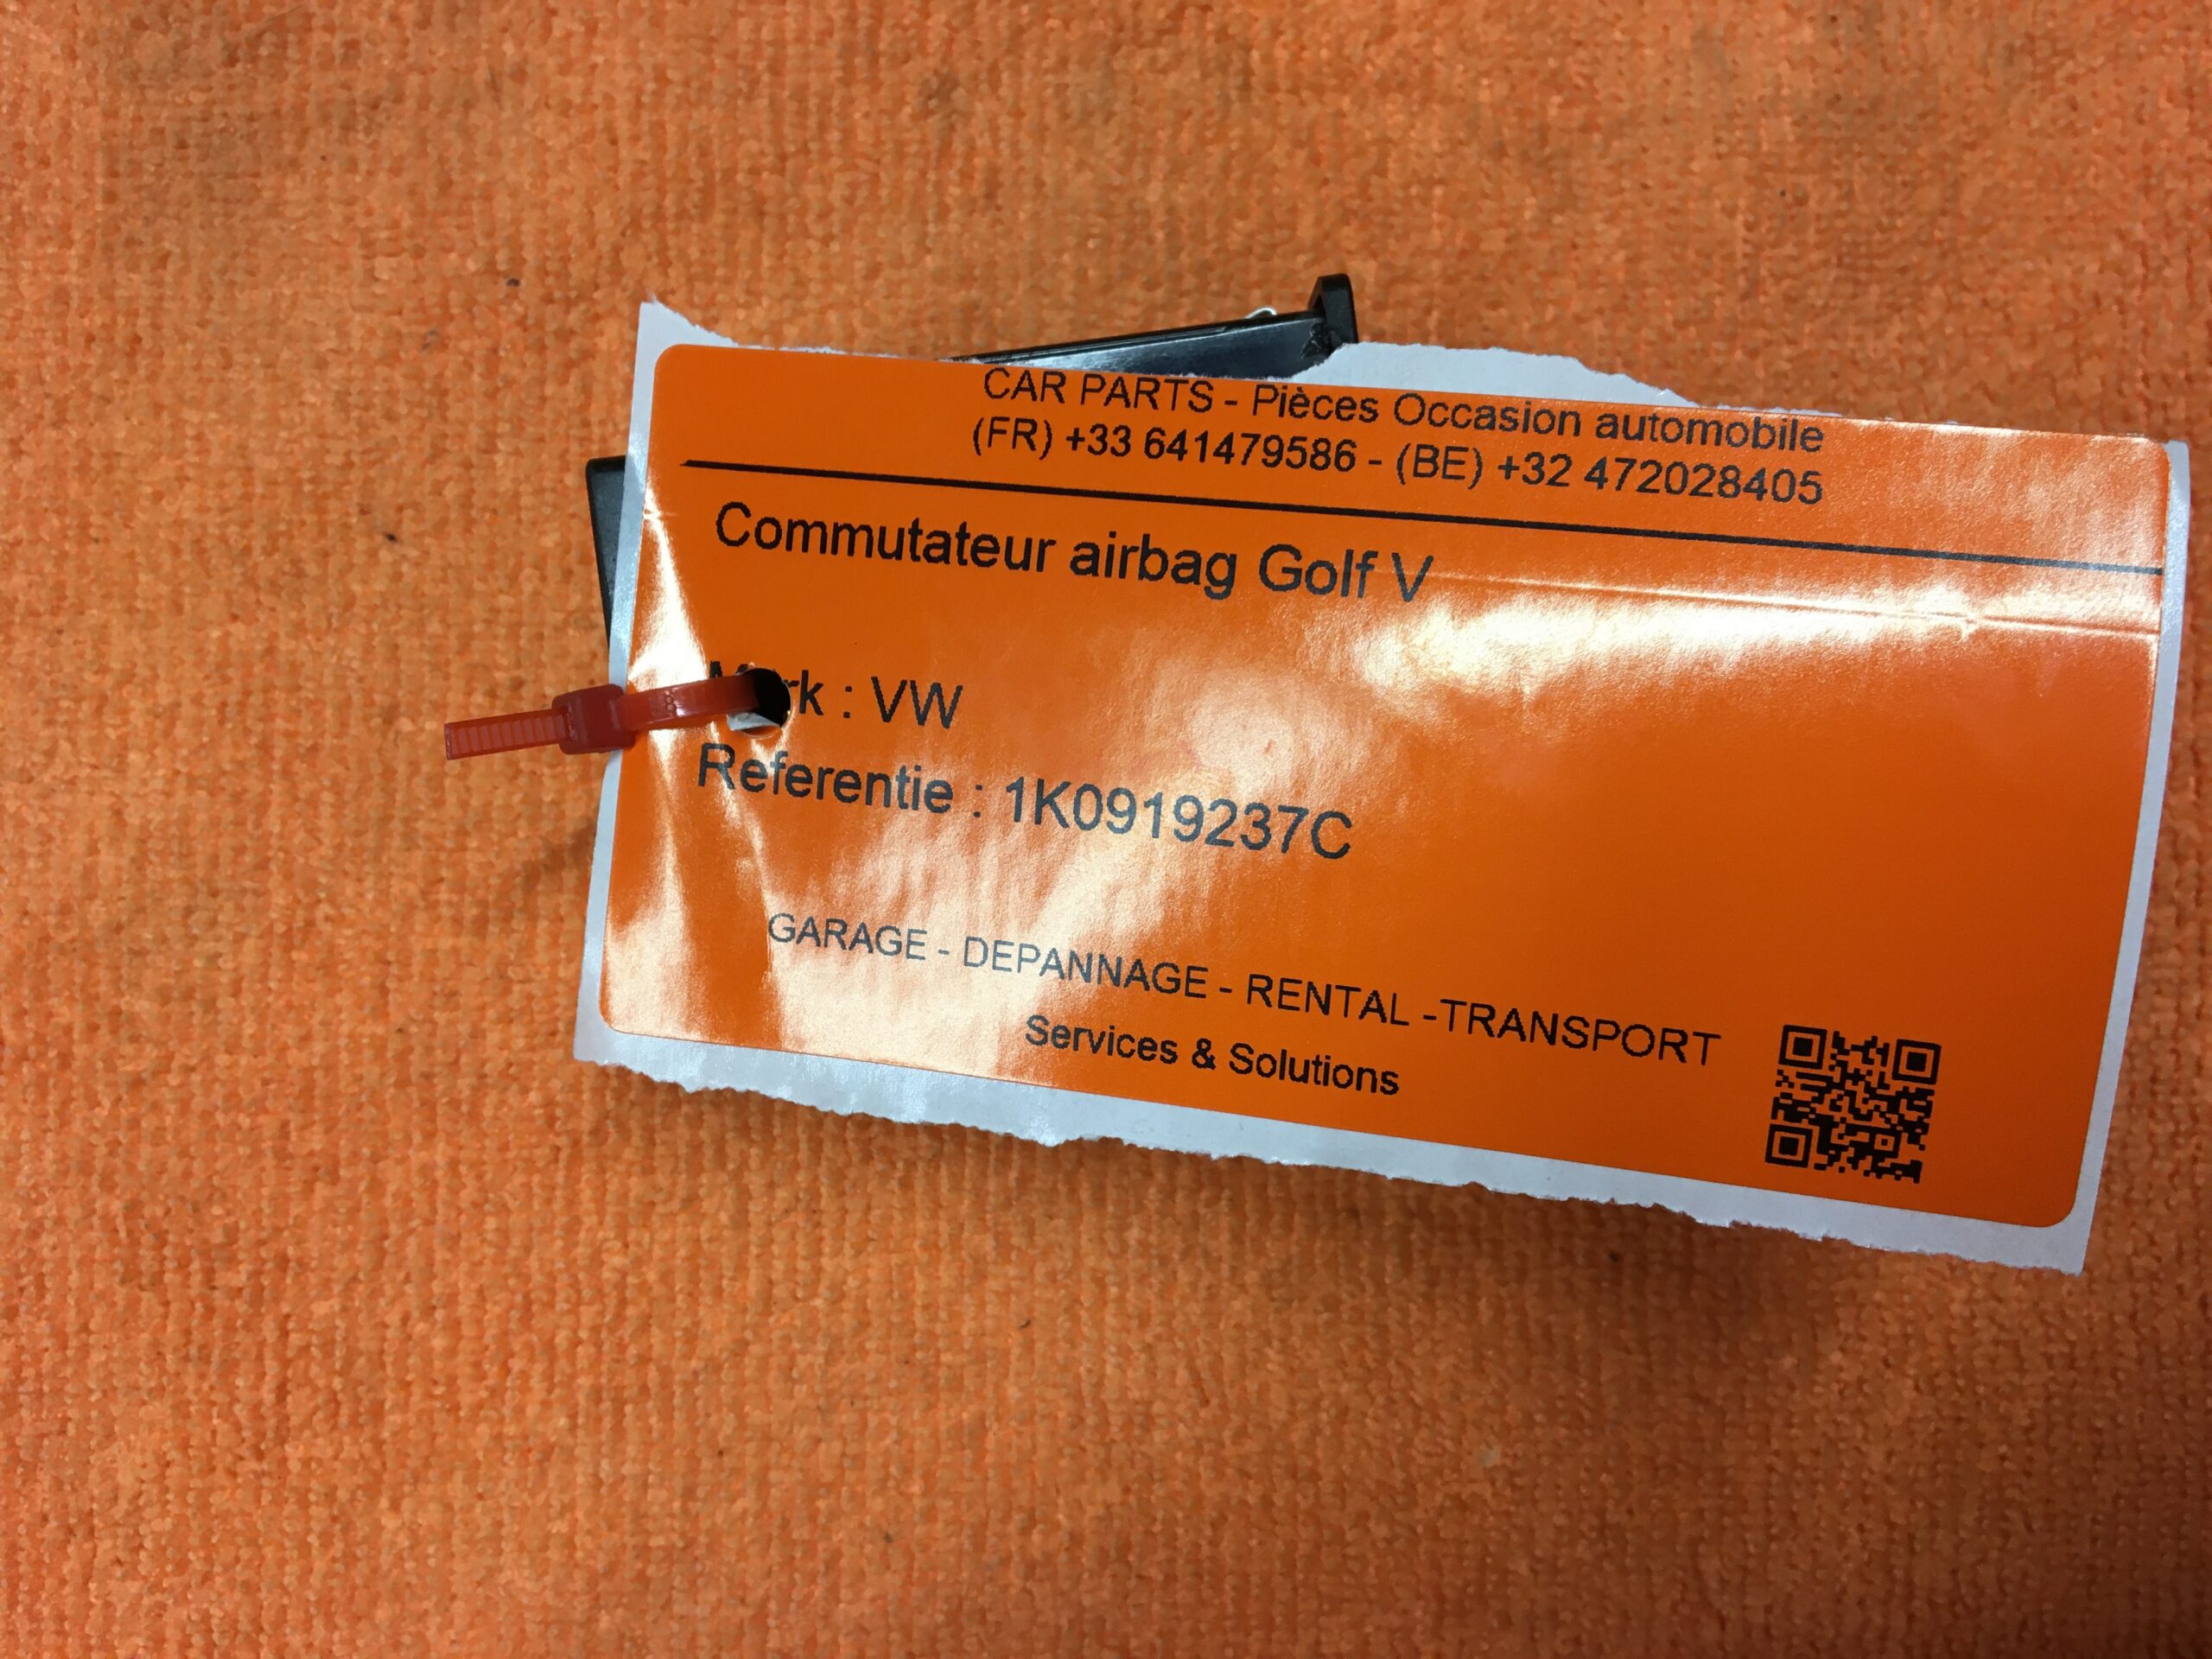 CAR PARTS - Pièces Occasion automobile
(FR) +33 641479586 - (BE) +32 472028405
Commutateur airbag Golf V
: VW
Referentie : 1K0919237C
GARAGE - DEPANNAGE - RENTAL -TRANSPORT
Services & Solutions